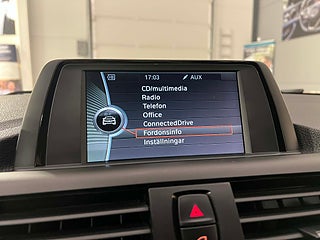 17:03 AUX
CD/multimedia
Radio
Telefon
Office
ConnectedDrive
Fordonsinfo
Inställningar